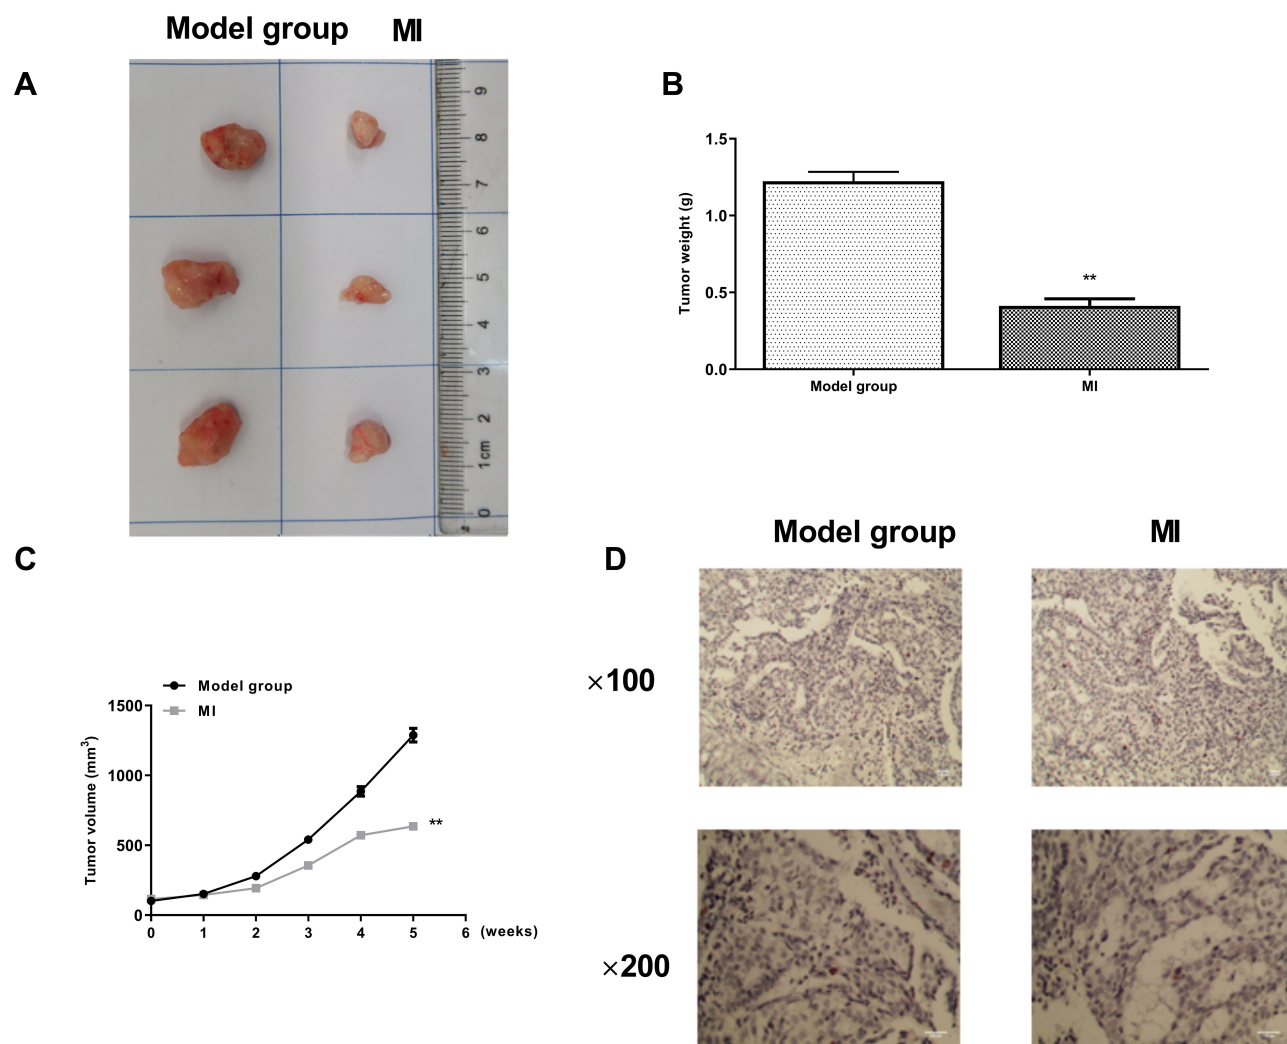 Model group MI
A
9
8
7
6
5
4
3
2
1cm
0
B
1.5
1.0
0.5
0.0
Tumor weight (g)
**
Model group MI
C
Model group
MI
1500
1000
500
0
Tumor volume (mm³)
**
0 1 2 3 4 5 6 (weeks)
D
Model group MI
×100
×200